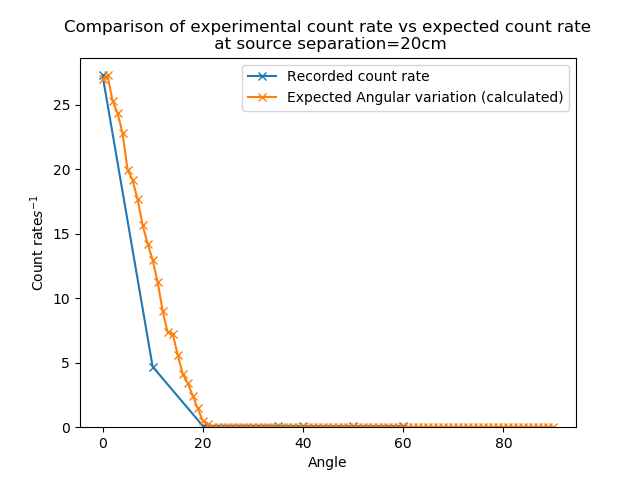 Comparison of experimental count rate vs expected count rate
at source separation=20cm
Recorded count rate
Expected Angular variation (calculated)
Count rates⁻¹
25
20
15
10
5
0
0 20 40 60 80
Angle